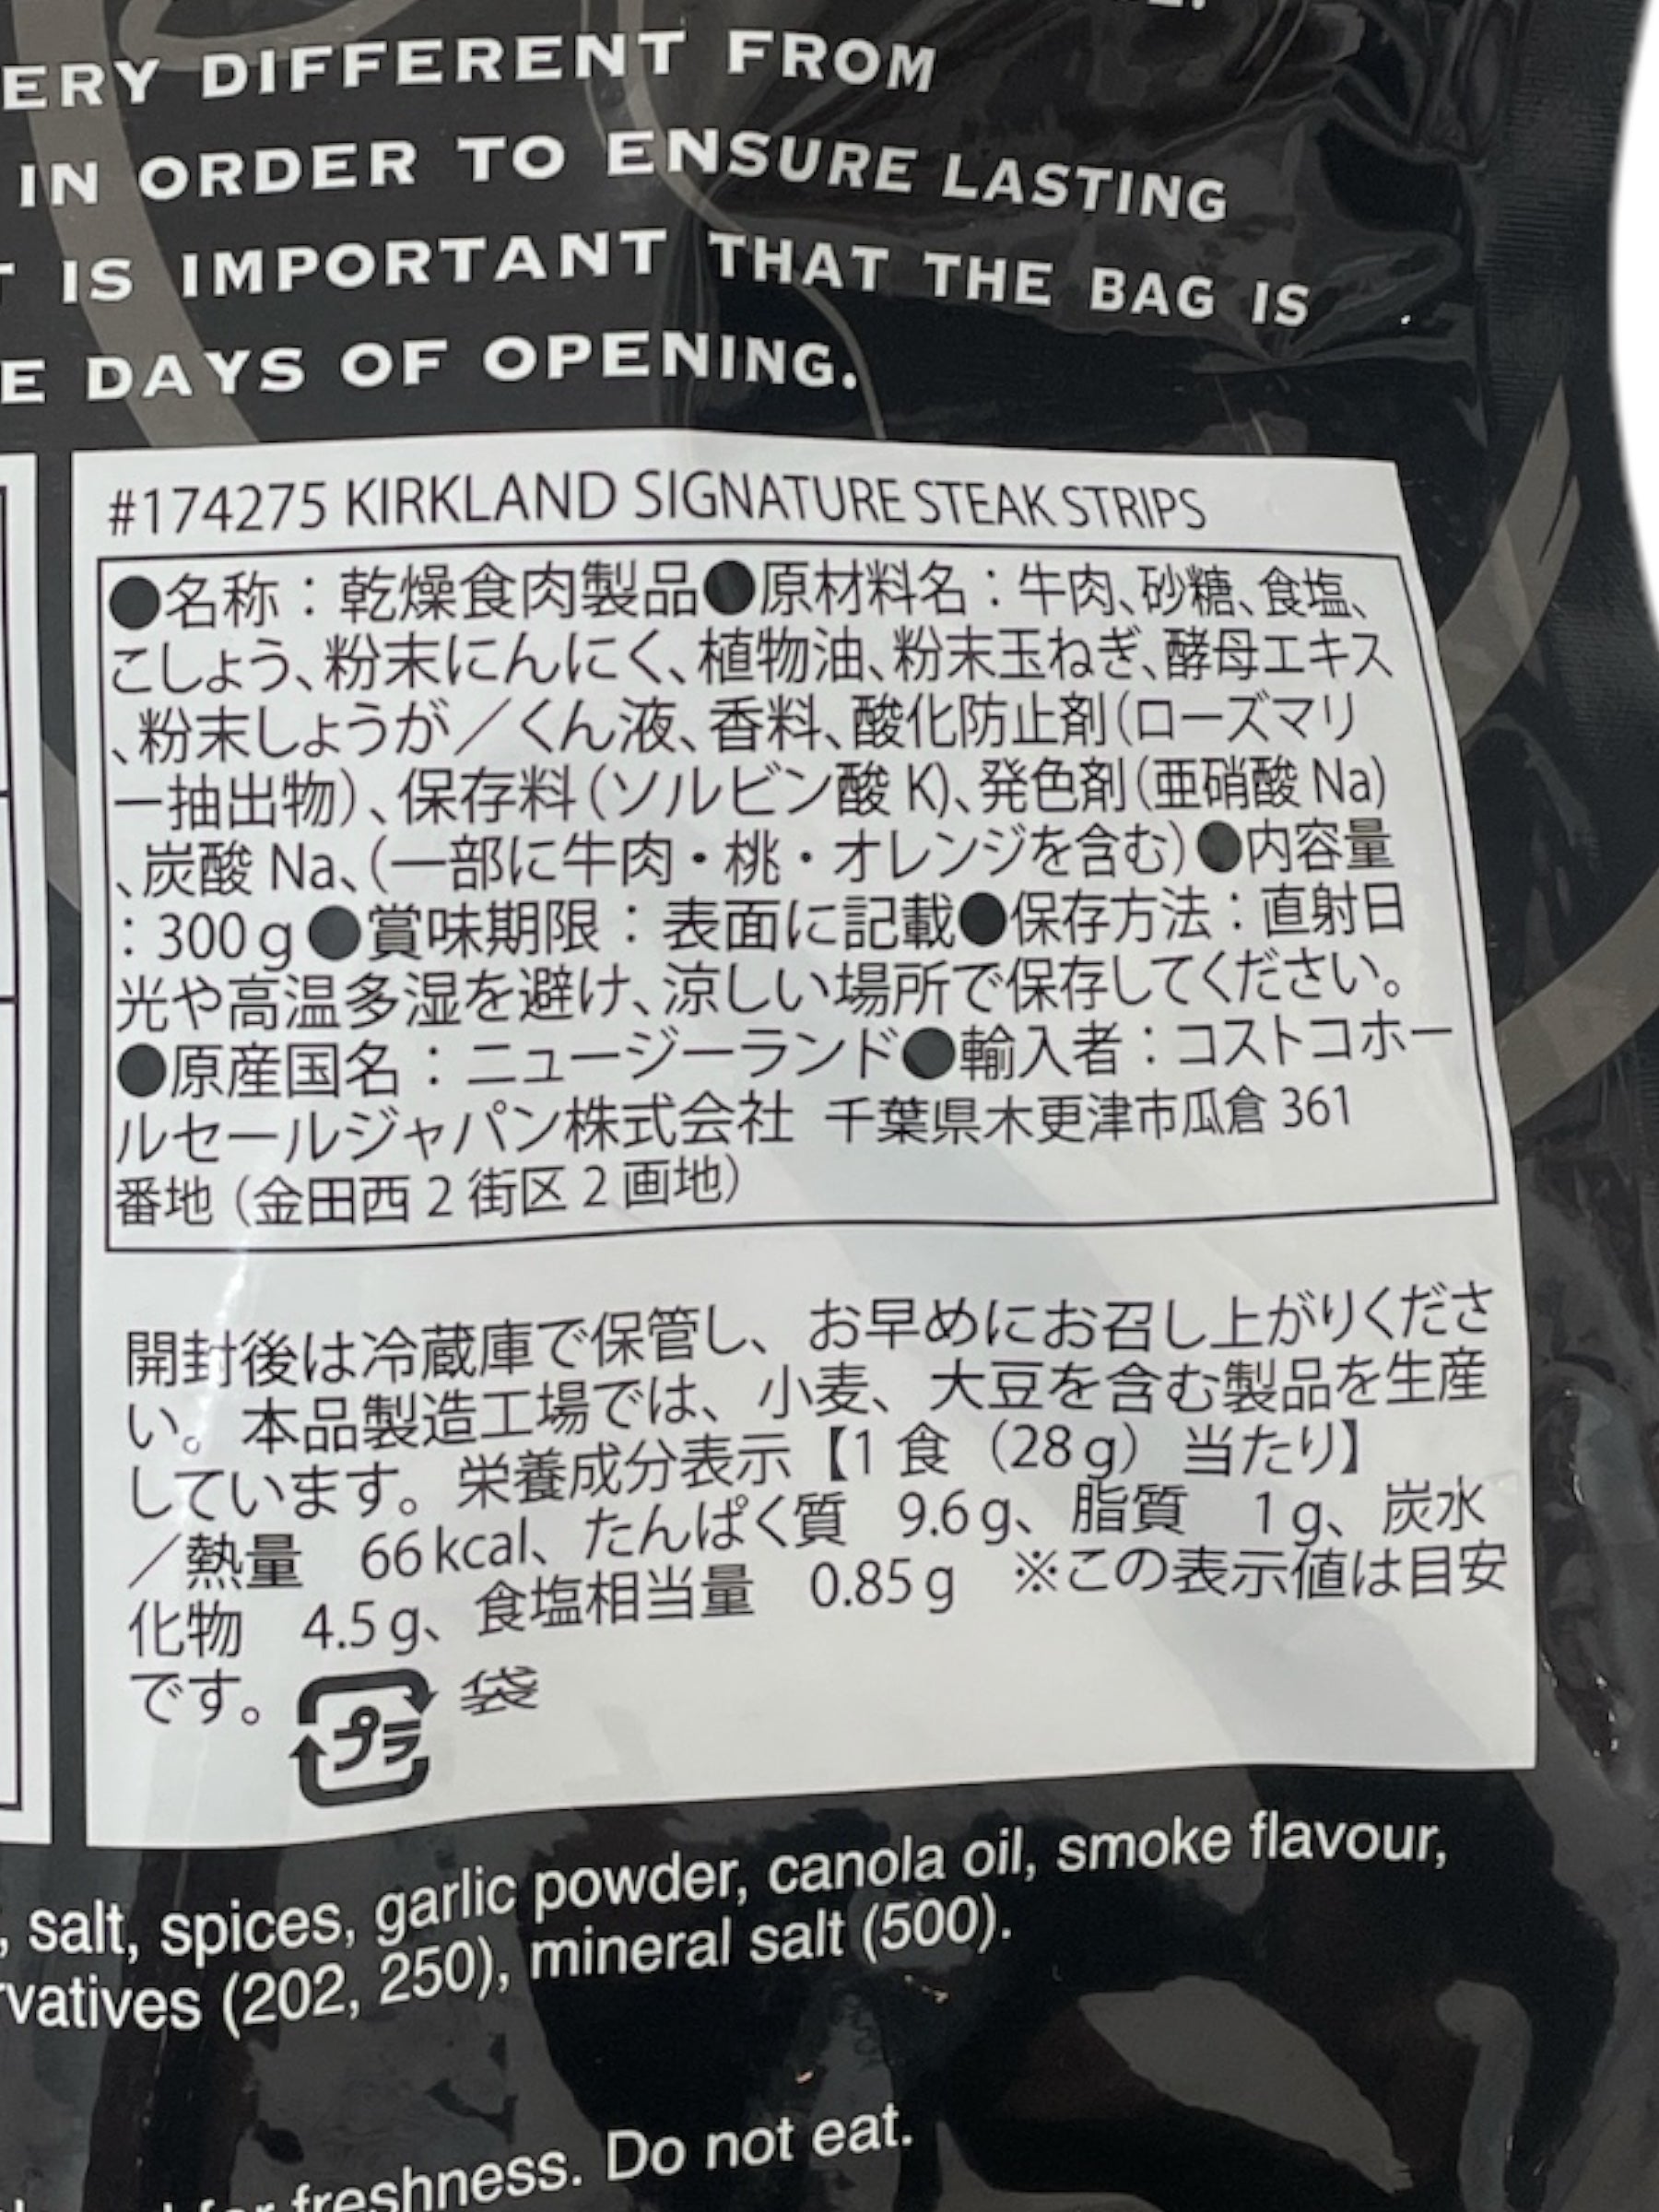 ERY DIFFERENT FROM
IN ORDER TO ENSURE LASTING
IS IMPORTANT THAT THE BAG IS
E DAYS OF OPENING.
#174275 KIRKLAND SIGNATURE STEAK STRIPS
●名称：乾燥食肉製品●原材料名：牛肉、砂糖、食塩、
こしょう、粉末にんにく、植物油、粉末玉ねぎ、酵母エキス
、粉末しょうが／くん液、香料、酸化防止剤(ローズマリ
ー抽出物)、保存料(ソルビン酸 K)、発色剤(亜硝酸 Na)
、炭酸 Na、(一部に牛肉・桃・オレンジを含む)●内容量
：300g●賞味期限：表面に記載●保存方法：直射日
光や高温多湿を避け、涼しい場所で保存してください。
●原産国名：ニュージーランド●輸入者：コストコホー
ルセールジャパン株式会社 千葉県木更津市瓜倉 361
番地（金田西 2 街区 2 画地）
開封後は冷蔵庫で保管し、お早めにお召し上がりくださ
い。本品製造工場では、小麦、大豆を含む製品を生産
しています。栄養成分表示【1 食（28g）当たり】
／熱量 66kcal、たんぱく質 9.6g、脂質 1g、炭水
化物 4.5g、食塩相当量 0.85g ※この表示値は目安
です。 プラ 袋
, salt, spices, garlic powder, canola oil, smoke flavour,
rvatives (202, 250), mineral salt (500).
for freshness. Do not eat.